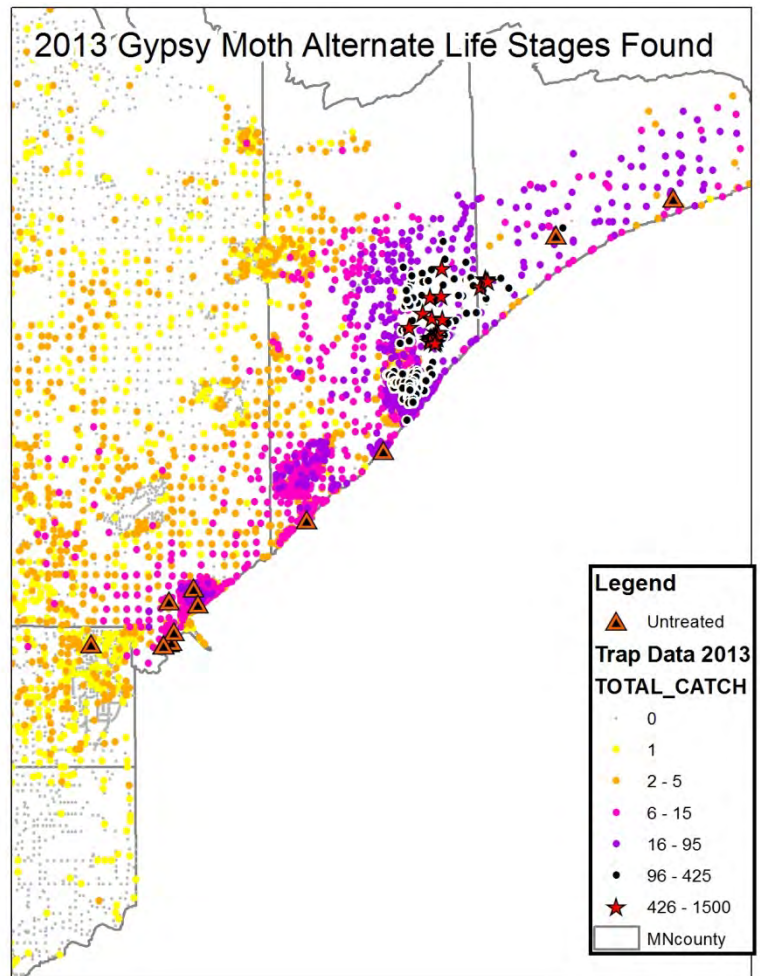 2013 Gypsy Moth Alternate Life Stages Found
Legend
Untreated
Trap Data 2013
TOTAL_CATCH
0
1
2 - 5
6 - 15
16 - 95
96 - 425
426 - 1500
MNcounty